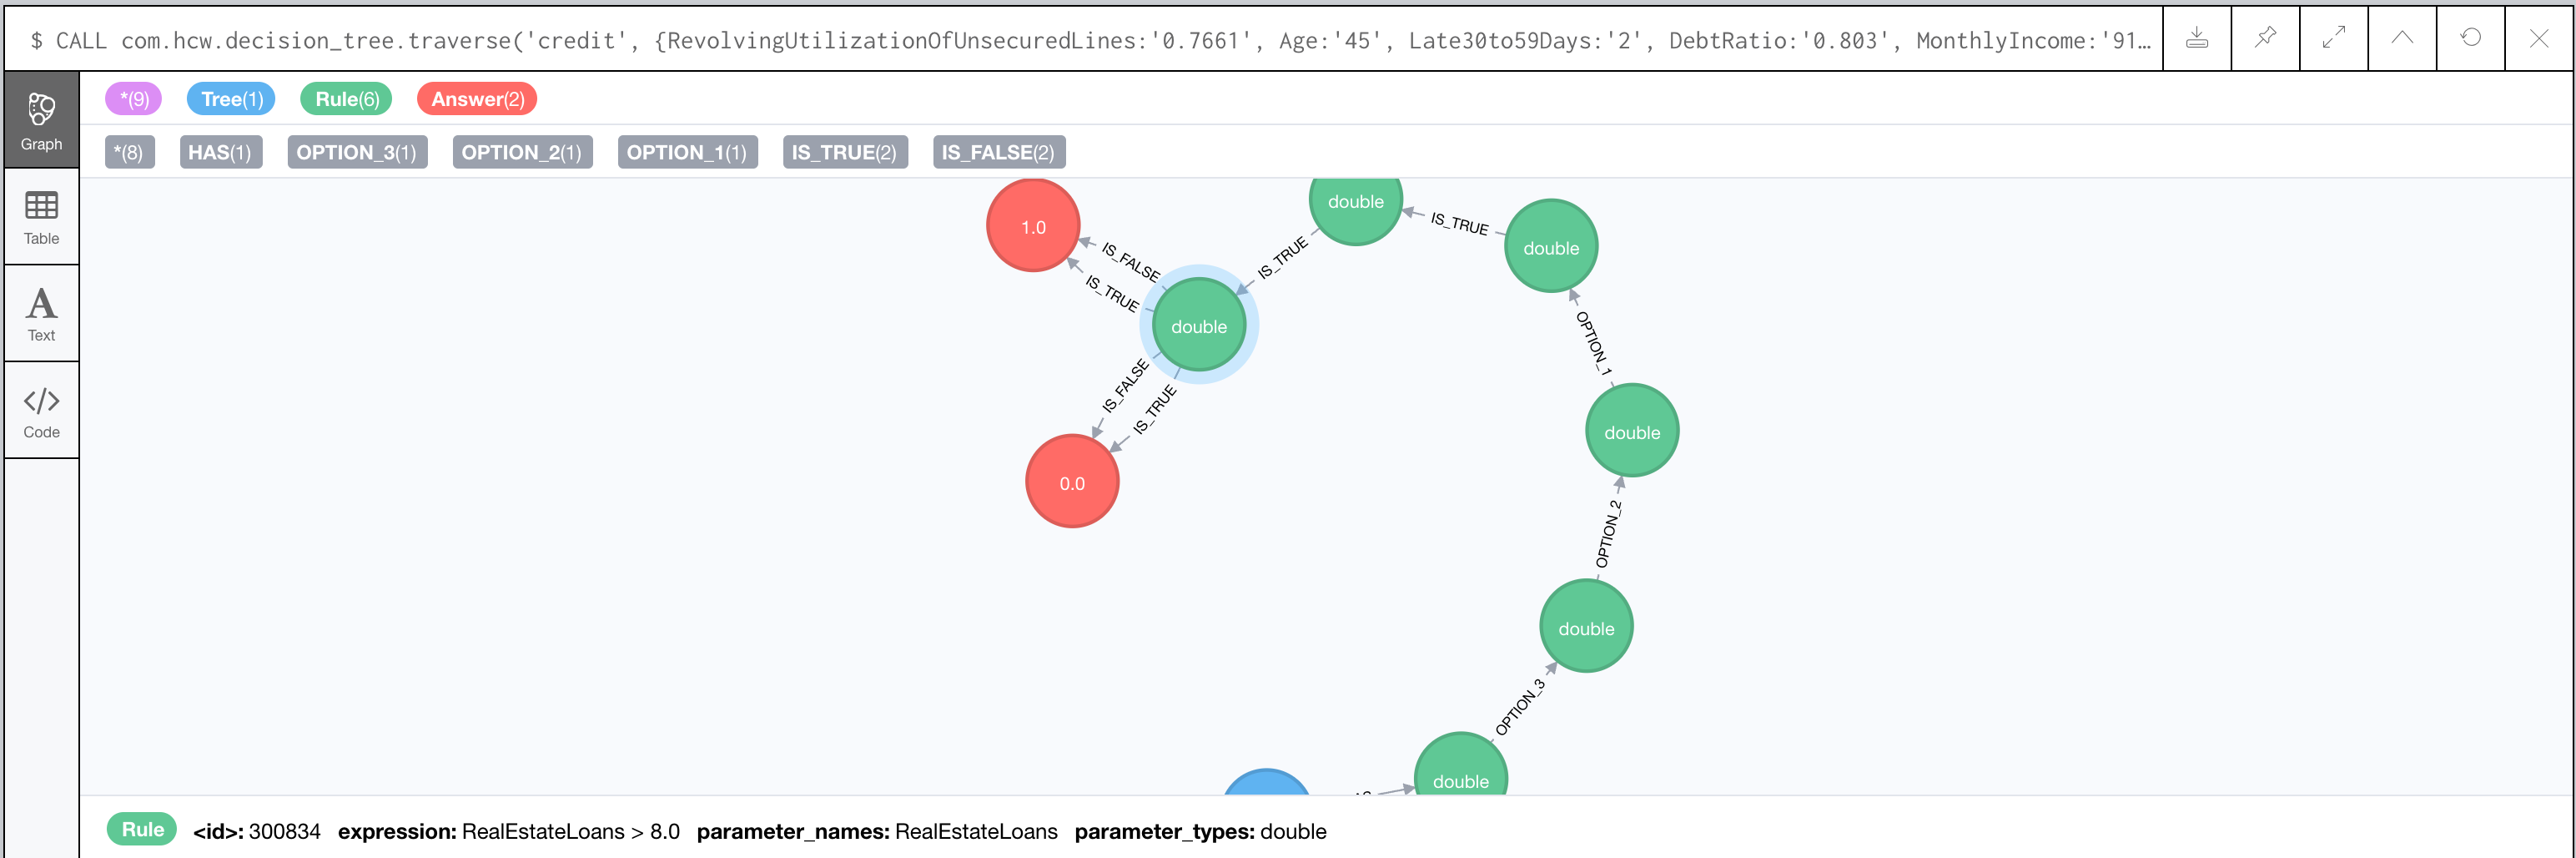 $ CALL com.hcw.decision_tree.traverse('credit', {RevolvingUtilizationOfUnsecuredLines:'0.7661', Age:'45', Late30to59Days:'2', DebtRatio:'0.803', MonthlyIncome:'91…
Graph
Table
Text
Code
*(9) Tree(1) Rule(6) Answer(2)
*(8) HAS(1) OPTION_3(1) OPTION_2(1) OPTION_1(1) IS_TRUE(2) IS_FALSE(2)
double
IS_TRUE
double
1.0
IS_FALSE
IS_TRUE
IS_TRUE
double
OPTION_1
IS_FALSE
IS_TRUE
double
0.0
OPTION_2
double
OPTION_3
double
Rule <id>: 300834 expression: RealEstateLoans > 8.0 parameter_names: RealEstateLoans parameter_types: double